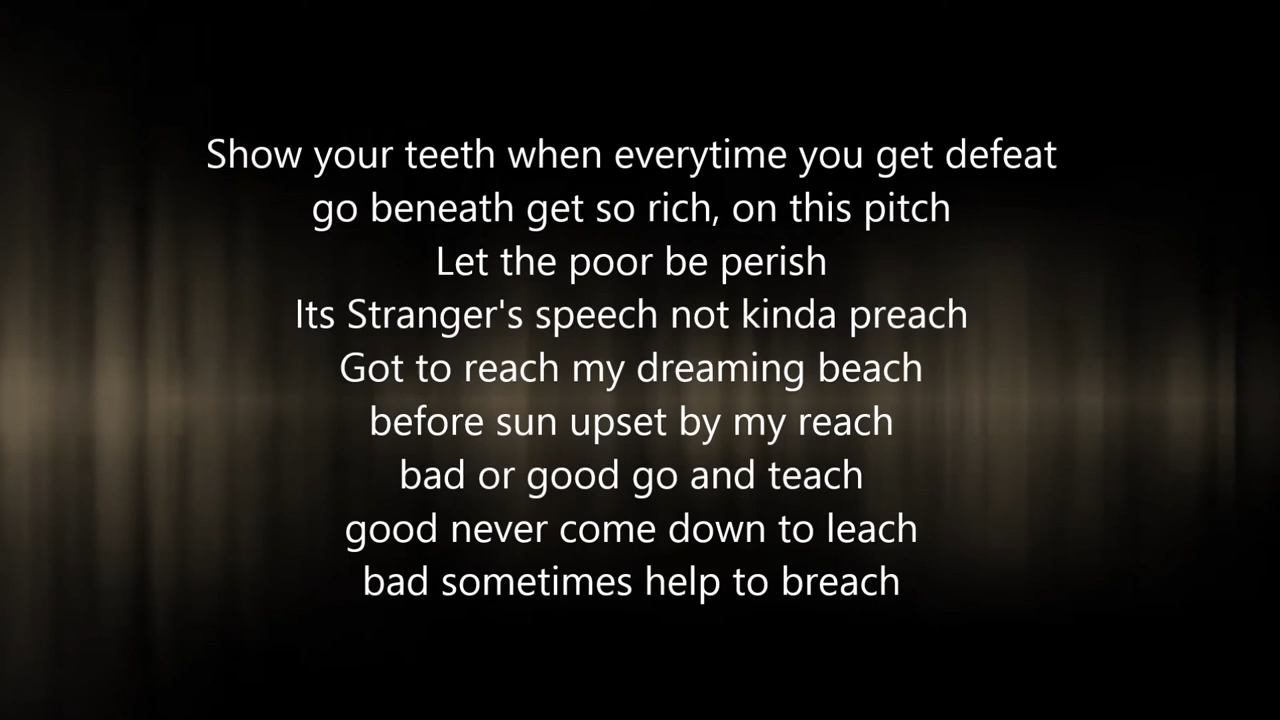 Show your teeth when everytime you get defeat
go beneath get so rich, on this pitch
Let the poor be perish
Its Stranger's speech not kinda preach
Got to reach my dreaming beach
before sun upset by my reach
bad or good go and teach
good never come down to leach
bad sometimes help to breach